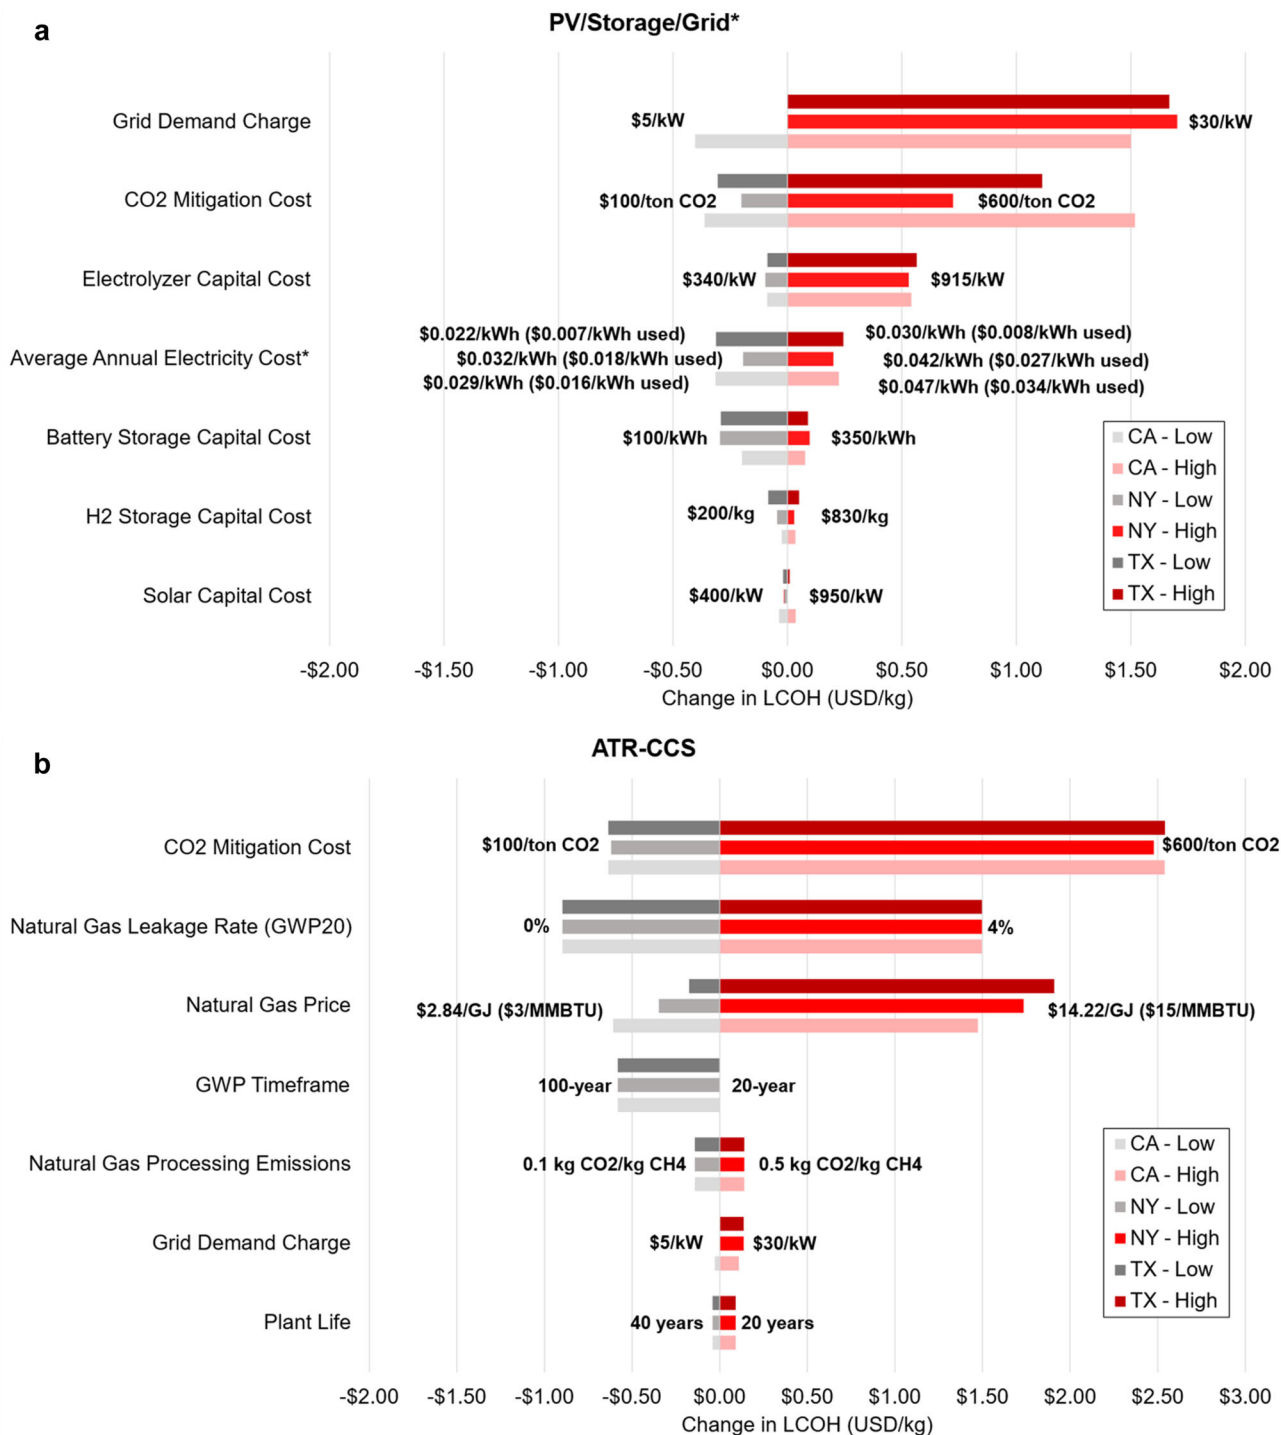 a
PV/Storage/Grid*
Grid Demand Charge
$5/kW
$30/kW
CO2 Mitigation Cost
$100/ton CO2
$600/ton CO2
Electrolyzer Capital Cost
$340/kW
$915/kW
Average Annual Electricity Cost*
$0.022/kWh ($0.007/kWh used)
$0.030/kWh ($0.008/kWh used)
$0.032/kWh ($0.018/kWh used)
$0.042/kWh ($0.027/kWh used)
$0.029/kWh ($0.016/kWh used)
$0.047/kWh ($0.034/kWh used)
Battery Storage Capital Cost
$100/kWh
$350/kWh
H2 Storage Capital Cost
$200/kg
$830/kg
Solar Capital Cost
$400/kW
$950/kW
CA - Low
CA - High
NY - Low
NY - High
TX - Low
TX - High
-$2.00 -$1.50 -$1.00 -$0.50 $0.00 $0.50 $1.00 $1.50 $2.00
Change in LCOH (USD/kg)
b
ATR-CCS
CO2 Mitigation Cost
$100/ton CO2
$600/ton CO2
Natural Gas Leakage Rate (GWP20)
0%
4%
Natural Gas Price
$2.84/GJ ($3/MMBTU)
$14.22/GJ ($15/MMBTU)
GWP Timeframe
100-year
20-year
Natural Gas Processing Emissions
0.1 kg CO2/kg CH4
0.5 kg CO2/kg CH4
Grid Demand Charge
$5/kW
$30/kW
Plant Life
40 years
20 years
CA - Low
CA - High
NY - Low
NY - High
TX - Low
TX - High
-$2.00 -$1.50 -$1.00 -$0.50 $0.00 $0.50 $1.00 $1.50 $2.00 $2.50 $3.00
Change in LCOH (USD/kg)